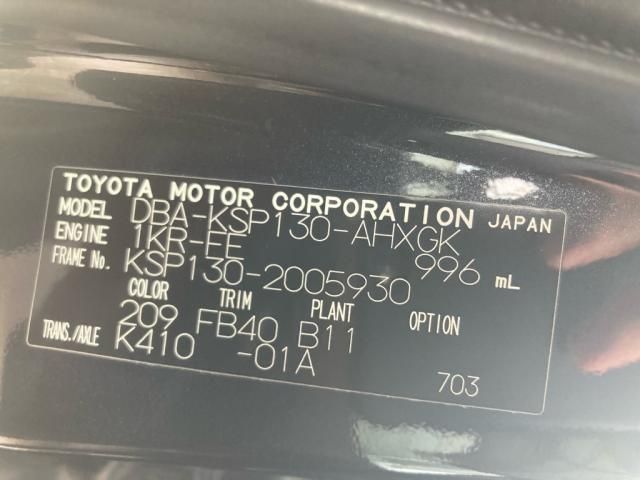 TOYOTA MOTOR CORPORATION JAPAN
MODEL DBA-KSP130-AHXGK
ENGINE 1KR-FE 996 mL
FRAME No. KSP130-2005930
COLOR TRIM PLANT OPTION
209 FB40 B11
TRANS./AXLE K410 -01A
703